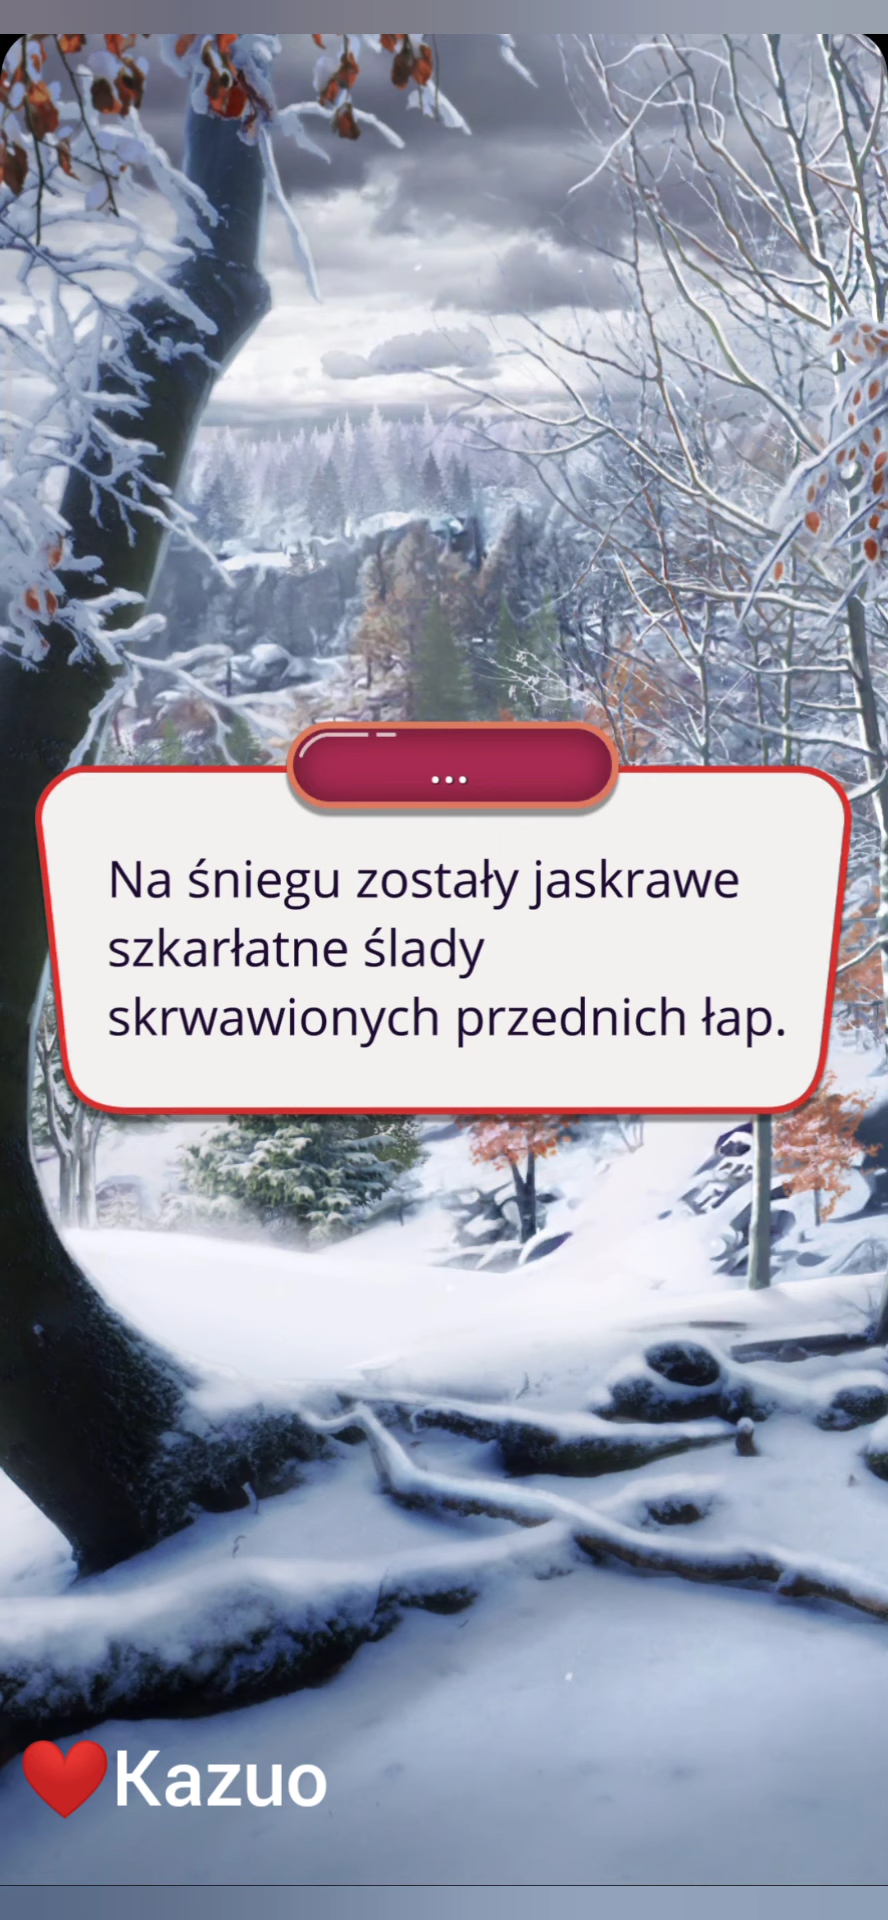 ...
Na śniegu zostały jaskrawe
szkarłatne ślady
skrwawionych przednich łap.
❤️Kazuo